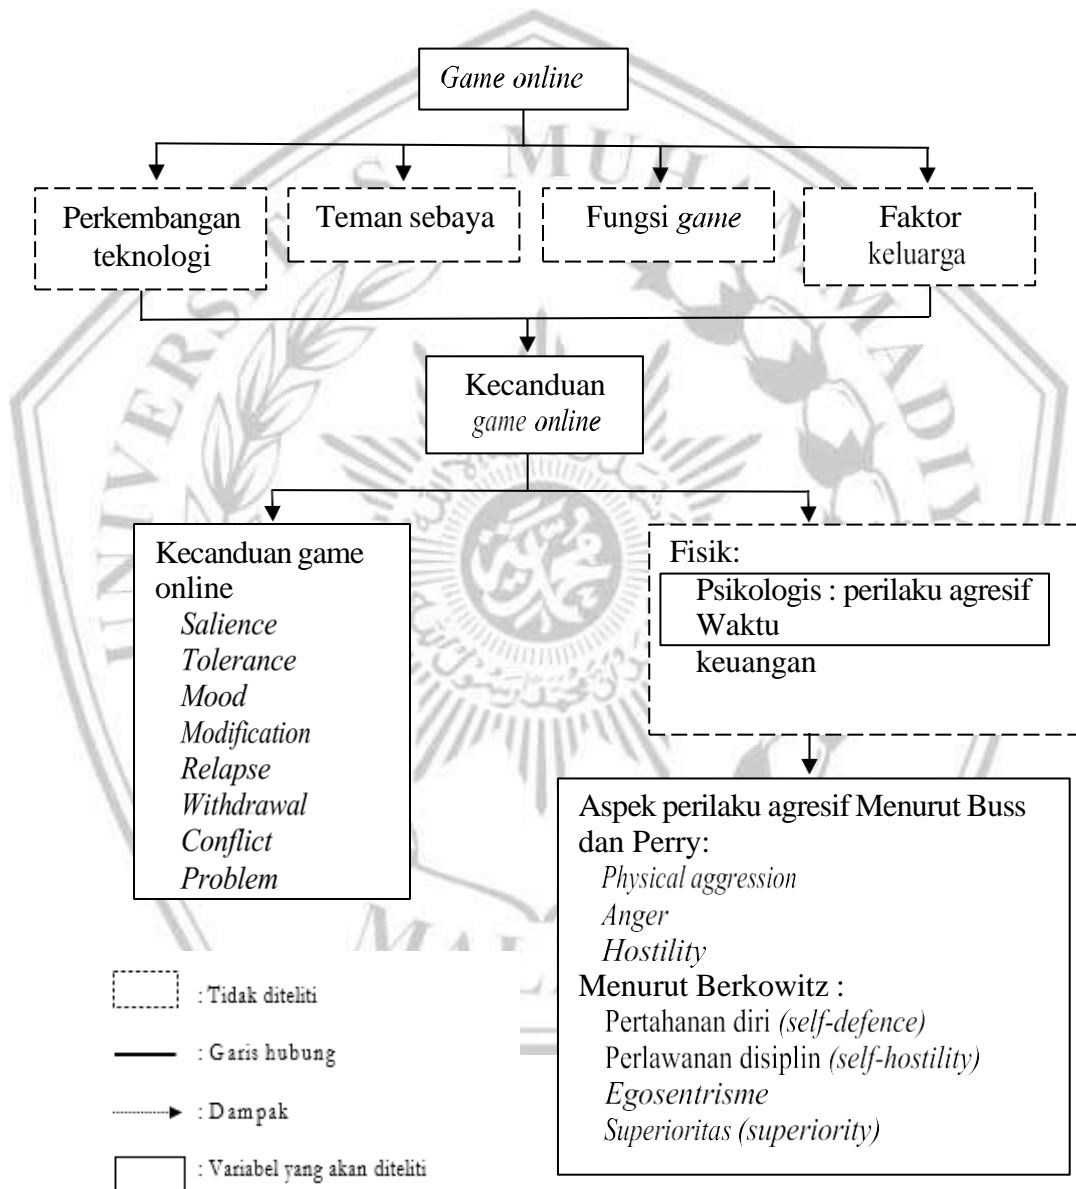 Game online
Perkembangan
teknologi
Teman sebaya
Fungsi game
Faktor
keluarga
Kecanduan
game online
Kecanduan game
online
Salience
Tolerance
Mood
Modification
Relapse
Withdrawal
Conflict
Problem
Fisik:
Psikologis : perilaku agresif
Waktu
keuangan
Aspek perilaku agresif Menurut Buss
dan Perry:
Physical aggression
Anger
Hostility
Menurut Berkowitz :
Pertahanan diri (self-defence)
Perlawanan disiplin (self-hostility)
Egosentrisme
Superioritas (superiority)
: Tidak diteliti
: Garis hubung
: Dampak
: Variabel yang akan diteliti